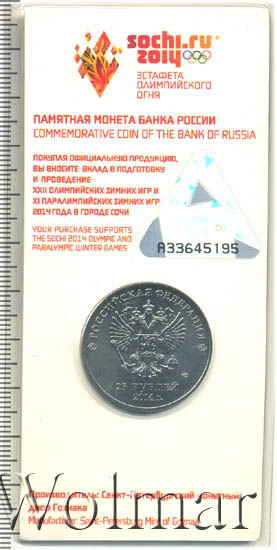 sochi.ru
2014
ЭСТАФЕТА
ОЛИМПИЙСКОГО
ОГНЯ
ПАМЯТНАЯ МОНЕТА БАНКА РОССИИ
COMMEMORATIVE COIN OF THE BANK OF RUSSIA
ПОКУПАЯ ОФИЦИАЛЬНУЮ ПРОДУКЦИЮ,
ВЫ ВНОСИТЕ ВКЛАД В ПОДГОТОВКУ
И ПРОВЕДЕНИЕ
XXII ОЛИМПИЙСКИХ ЗИМНИХ ИГР И
XI ПАРАЛИМПИЙСКИХ ЗИМНИХ ИГР
2014 ГОДА В ГОРОДЕ СОЧИ
YOUR PURCHASE SUPPORTS
THE SOCHI 2014 OLYMPIC AND
PARALYMPIC WINTER GAMES
A33645195
РОССИЙСКАЯ ФЕДЕРАЦИЯ
25 РУБЛЕЙ
2014 г.
Wolmar
Производитель: Санкт-Петербургский монетный
двор Гознака
Manufacturer: Saint-Petersburg Mint of Goznak